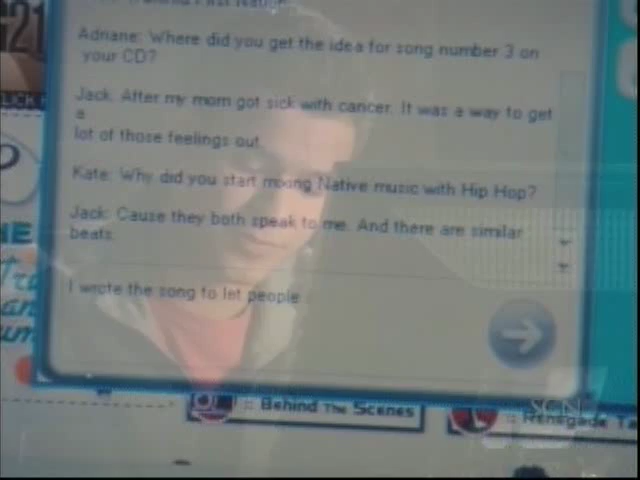 Adriane: Where did you get the idea for song number 3 on
your CD?
Jack: After my mom got sick with cancer. It was a way to get
a
lot of those feelings out.
Kate: Why did you start mixing Native music with Hip Hop?
Jack: Cause they both speak to me. And there are similar
beats.
I wrote the song to let people
:: Behind The Scenes
:: Renegade